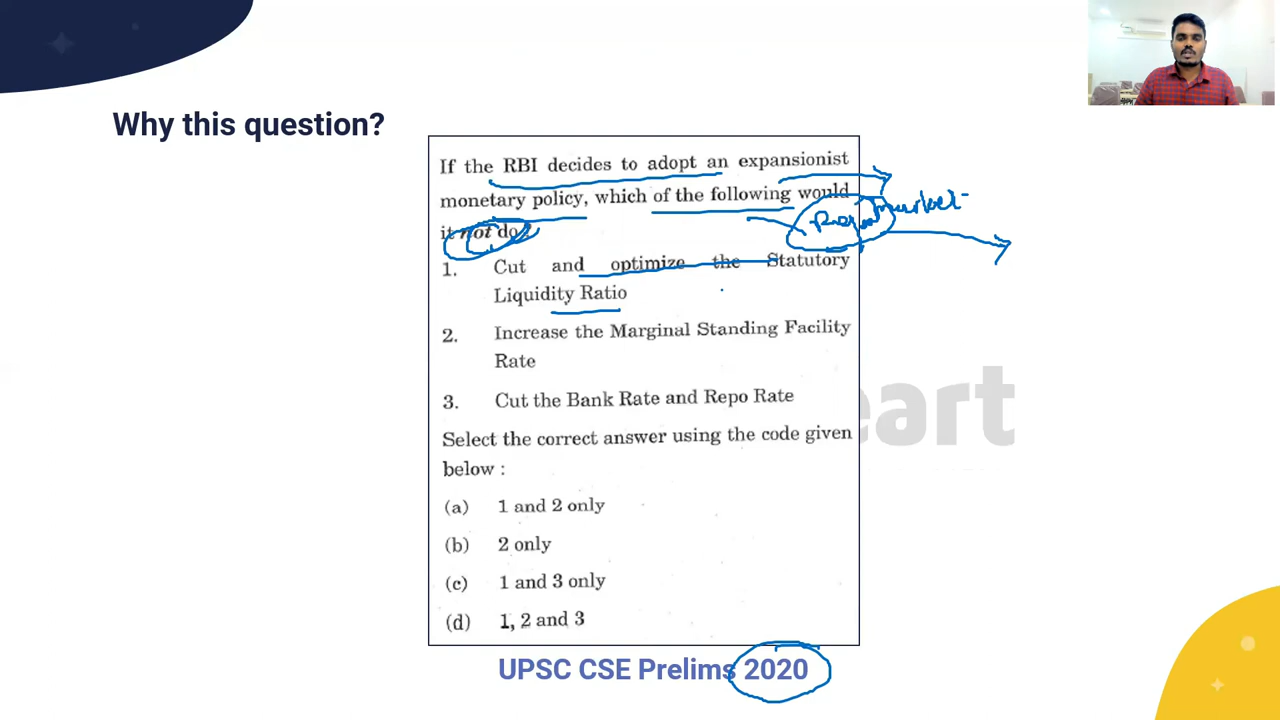 Why this question?
If the RBI decides to adopt an expansionist
monetary policy, which of the following would
it not do
market
1. Cut and optimize the Statutory
Liquidity Ratio
2. Increase the Marginal Standing Facility
Rate
3. Cut the Bank Rate and Repo Rate
Select the correct answer using the code given
below :
(a) 1 and 2 only
(b) 2 only
(c) 1 and 3 only
(d) 1, 2 and 3
eart
UPSC CSE Prelims 2020